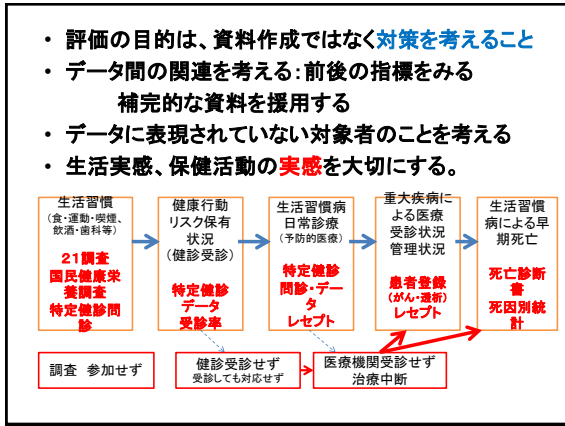 ・ 評価の目的は、資料作成ではなく対策を考えること
・ データ間の関連を考える：前後の指標をみる
補完的な資料を援用する
・ データに表現されていない対象者のことを考える
・ 生活実感、保健活動の実感を大切にする。
生活習慣
（食・運動・喫煙、
飲酒・歯科等）
21調査
国民健康栄
養調査
特定健診問
診
健康行動
リスク保有
状況
（健診受診）
特定健診
データ
受診率
生活習慣病
日常診療
（予防的医療）
特定健診
問診・デー
タ
レセプト
重大疾病に
よる医療
受診状況
管理状況
患者登録
（がん・透析）
レセプト
生活習慣
病による早
期死亡
死亡診断
書
死因別統
計
調査 参加せず
健診受診せず
受診しても対応せず
医療機関受診せず
治療中断